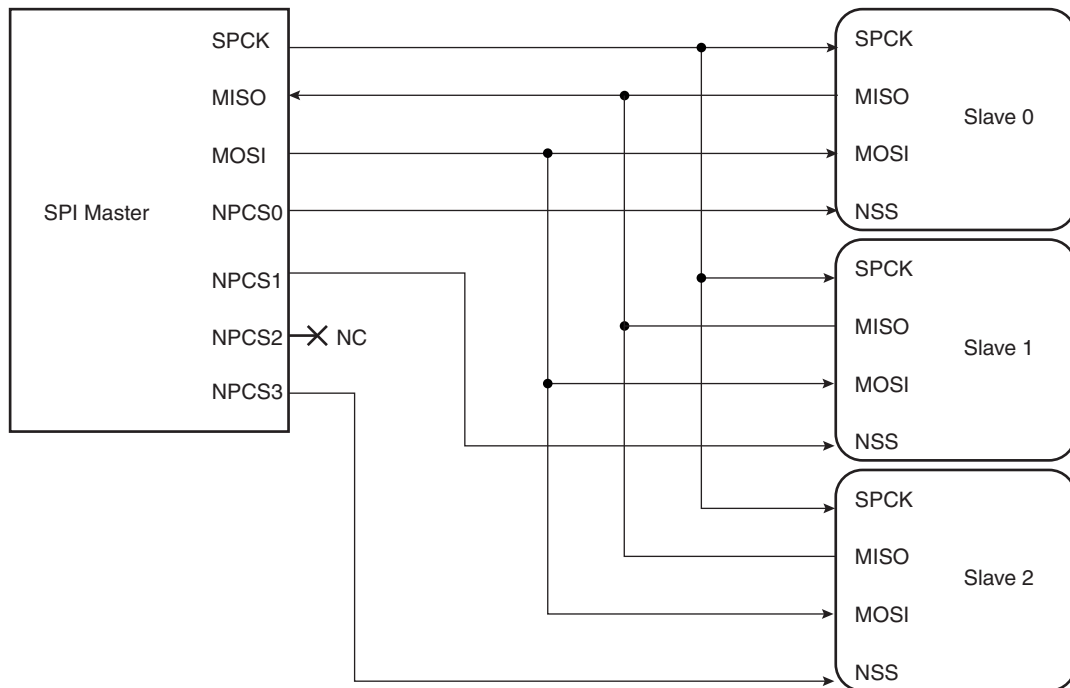 SPI Master
SPCK
MISO
MOSI
NPCS0
NPCS1
NPCS2
NC
NPCS3
SPCK
MISO
Slave 0
MOSI
NSS
SPCK
MISO
Slave 1
MOSI
NSS
SPCK
MISO
Slave 2
MOSI
NSS